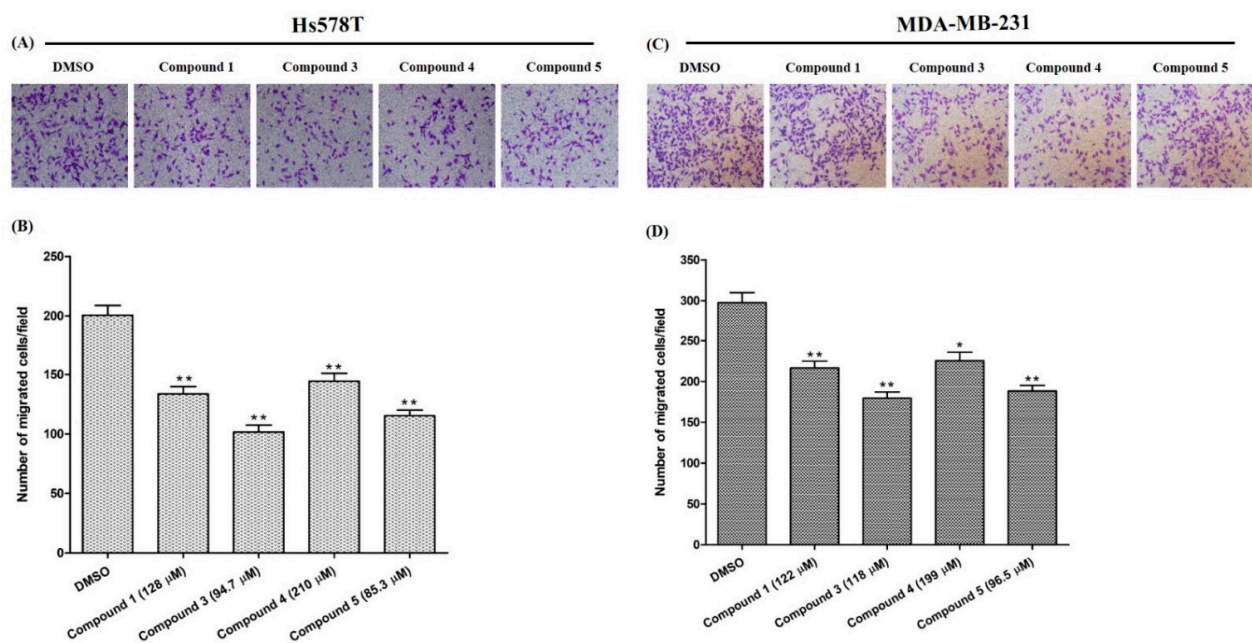 Hs578T
(A)
DMSO Compound 1 Compound 3 Compound 4 Compound 5
(B)
Number of migrated cells/field
250
200
150
100
50
0
**
**
**
**
DMSO
Compound 1 (128 μM)
Compound 3 (94.7 μM)
Compound 4 (210 μM)
Compound 5 (85.3 μM)
MDA-MB-231
(C)
DMSO Compound 1 Compound 3 Compound 4 Compound 5
(D)
Number of migrated cells/field
350
300
250
200
150
100
50
0
**
**
*
**
DMSO
Compound 1 (122 μM)
Compound 3 (118 μM)
Compound 4 (199 μM)
Compound 5 (96.5 μM)